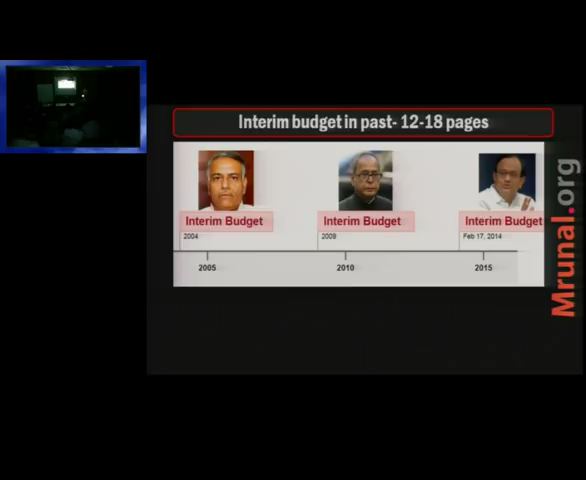 Interim budget in past- 12-18 pages
Interim Budget
2004
Interim Budget
2009
Interim Budget
Feb 17, 2014
2005
2010
2015
Mrunal.org